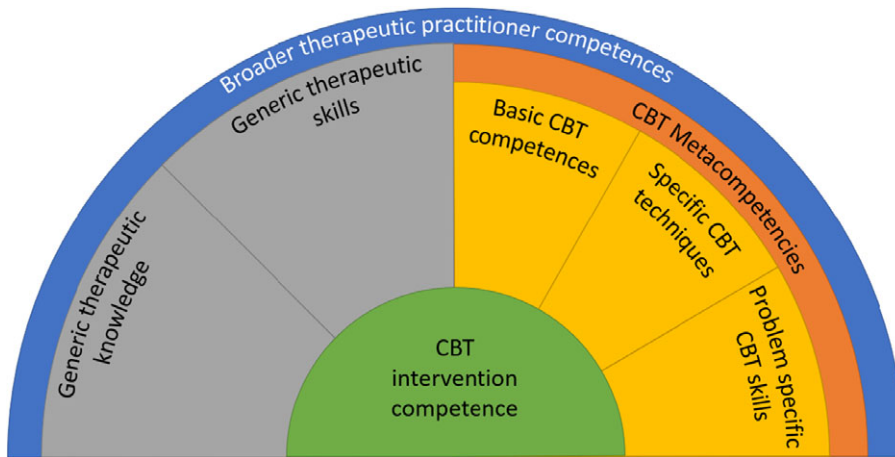 Broader therapeutic practitioner competences
Generic therapeutic
knowledge
Generic therapeutic
skills
Basic CBT
competences
Specific CBT
techniques
Problem specific
CBT skills
CBT Metacompetencies
CBT
intervention
competence